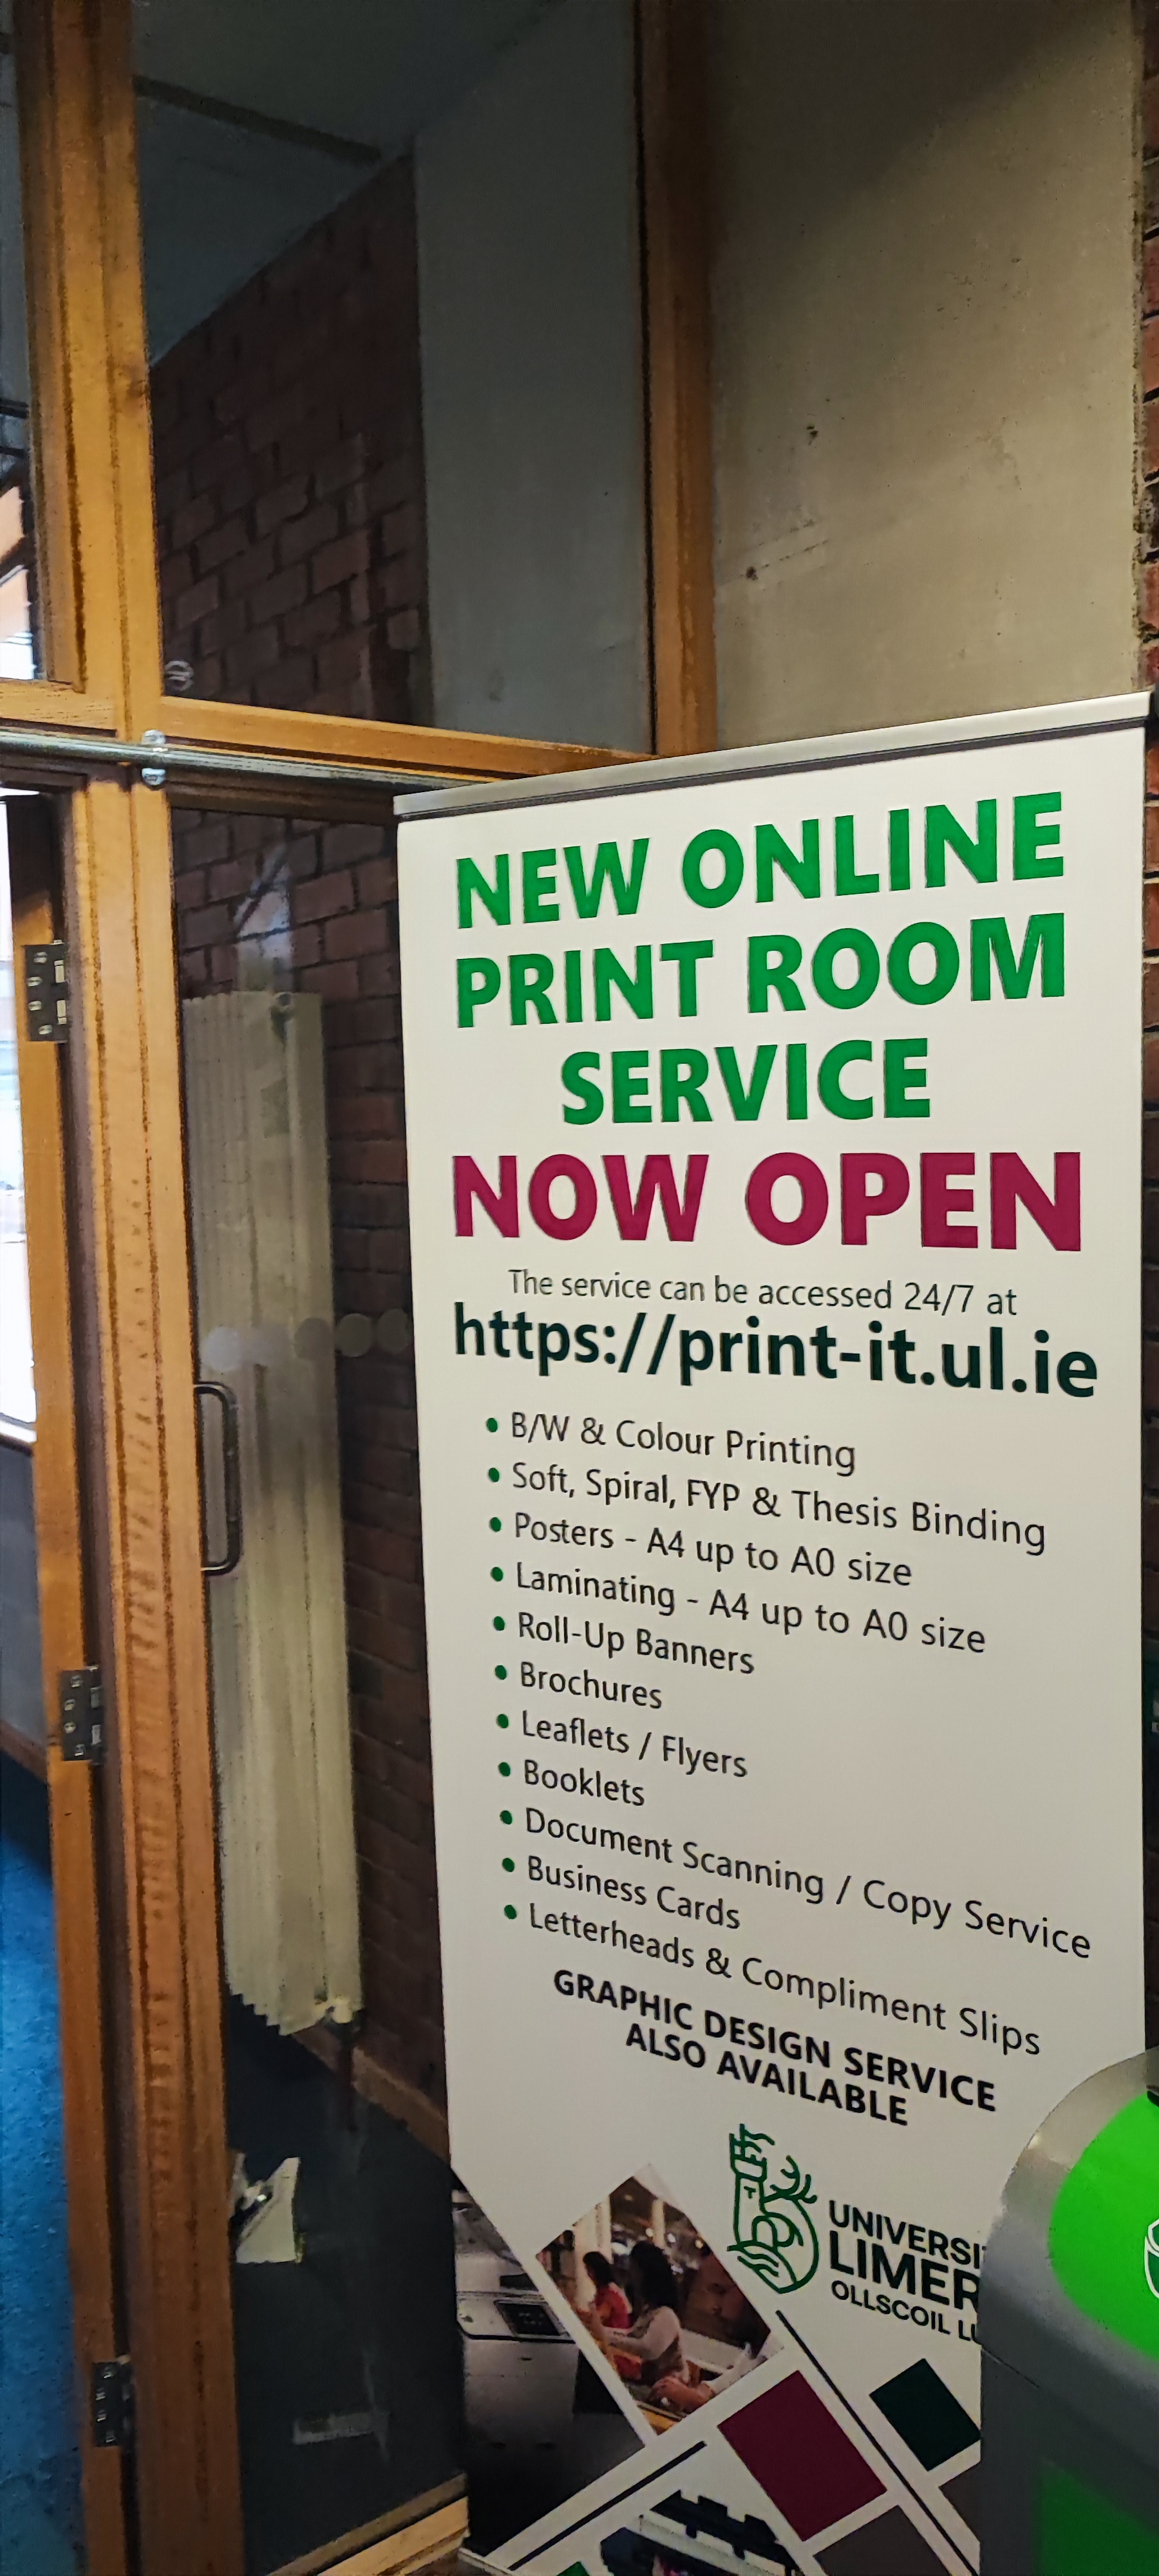 NEW ONLINE
PRINT ROOM
SERVICE
NOW OPEN
The service can be accessed 24/7 at
https://print-it.ul.ie
• B/W & Colour Printing
• Soft, Spiral, FYP & Thesis Binding
• Posters - A4 up to A0 size
• Laminating - A4 up to A0 size
• Roll-Up Banners
• Brochures
• Leaflets / Flyers
• Booklets
• Document Scanning / Copy Service
• Business Cards
• Letterheads & Compliment Slips
GRAPHIC DESIGN SERVICE
ALSO AVAILABLE
UNIVERSI
LIMER
OLLSCOIL